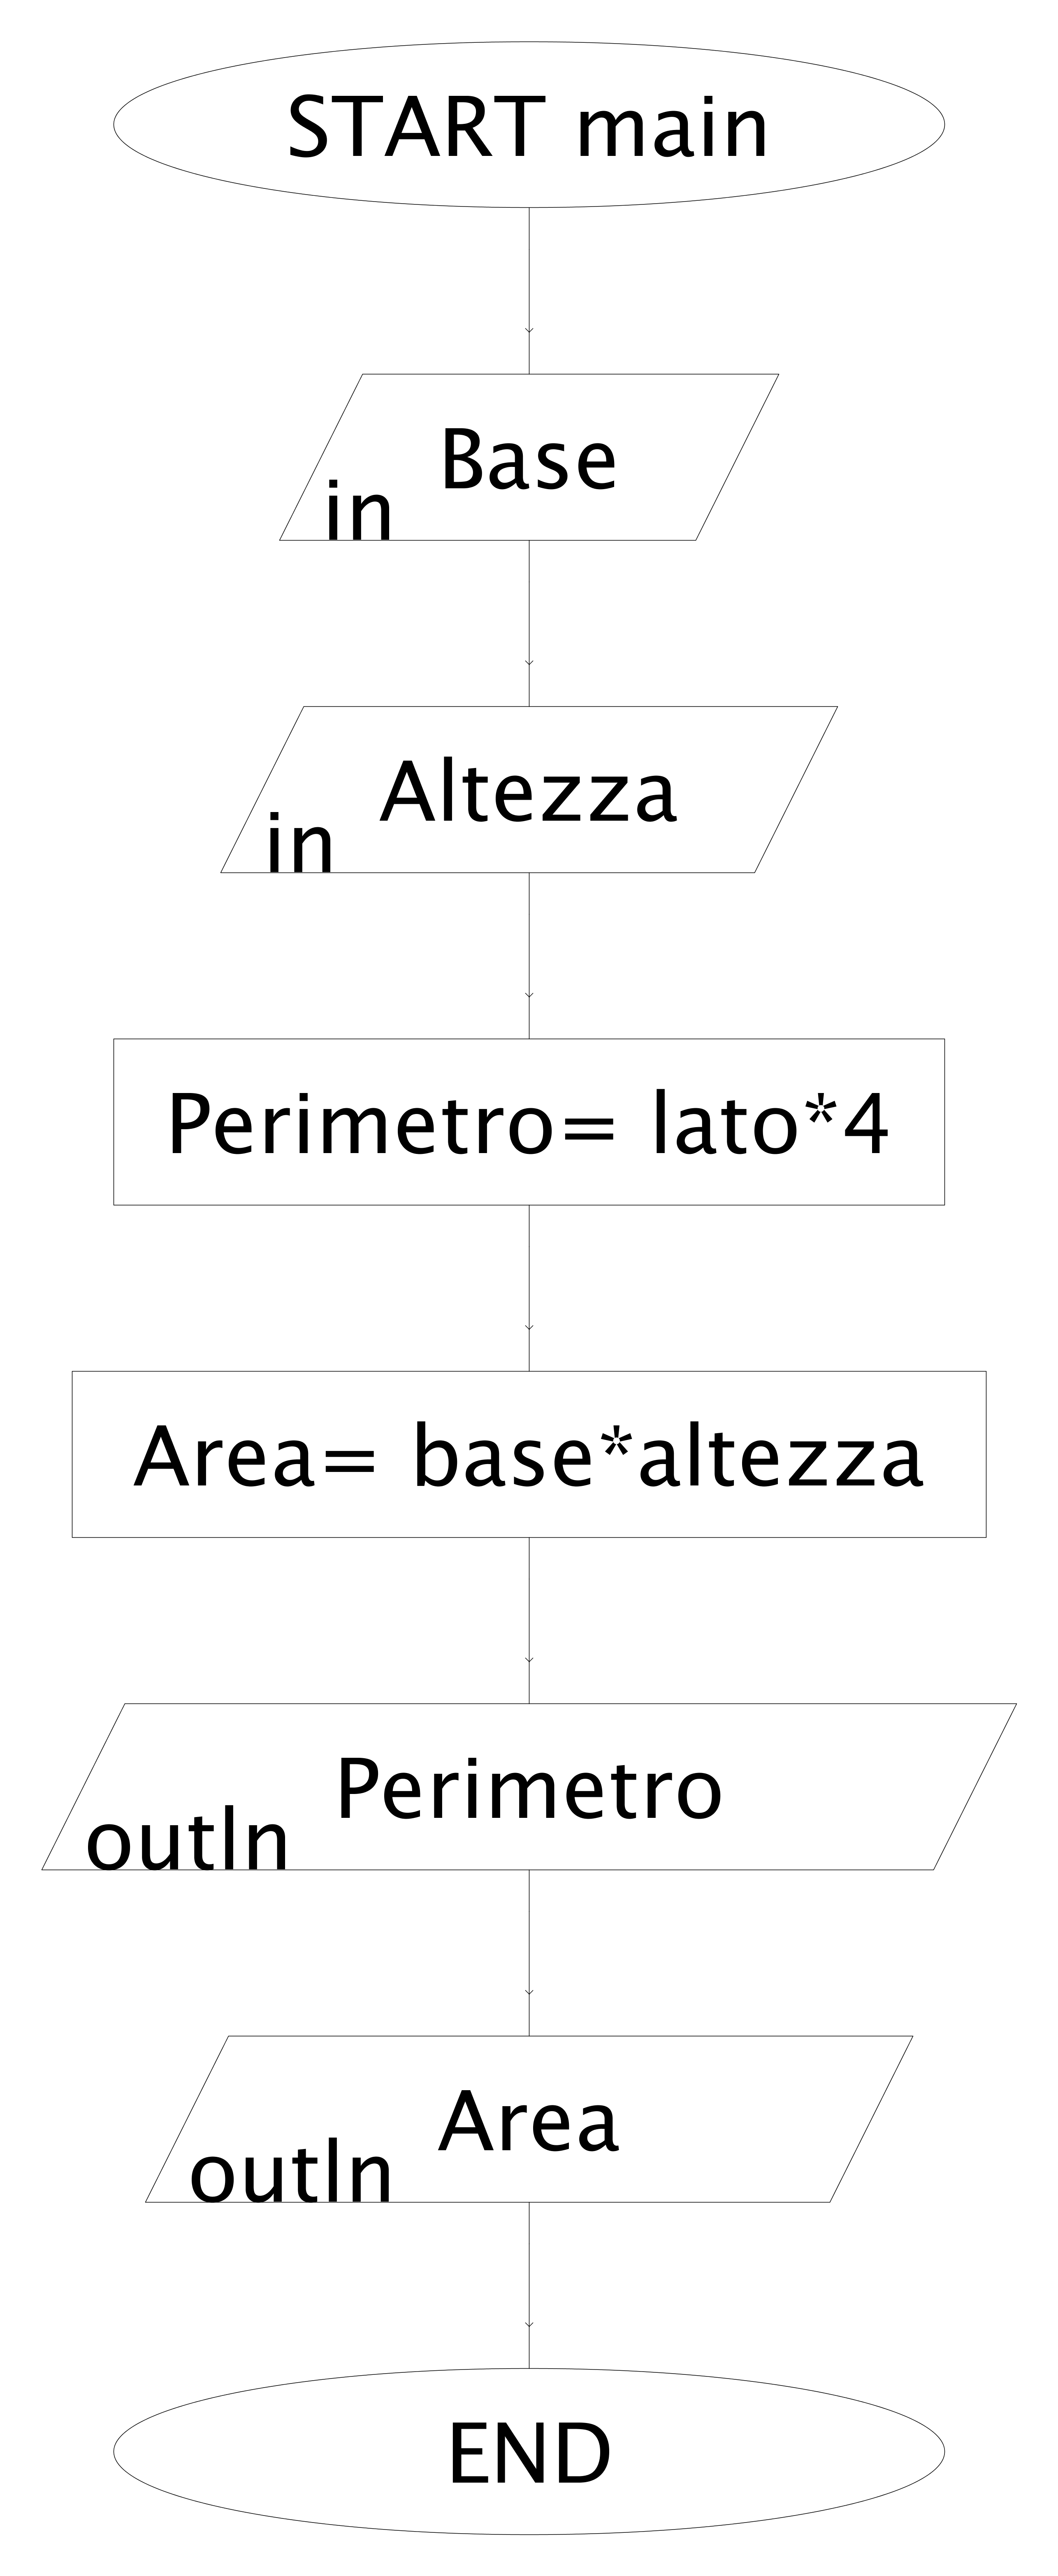 START main
Base
in
Altezza
in
Perimetro= lato*4
Area= base*altezza
Perimetro
outln
Area
outln
END